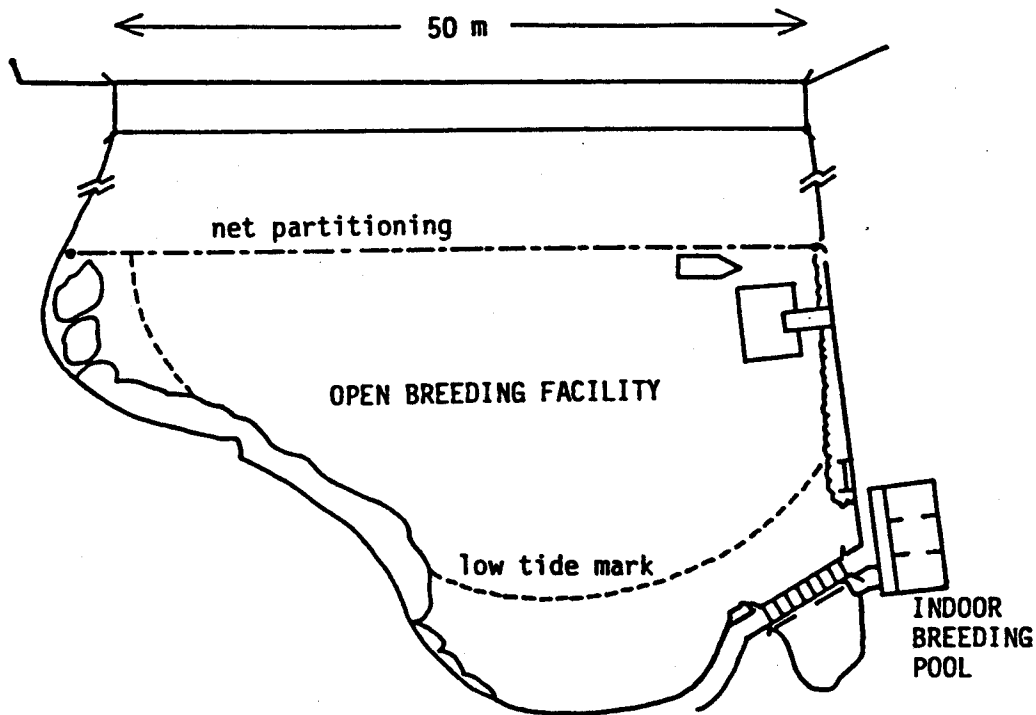 50 m
net partitioning
OPEN BREEDING FACILITY
low tide mark
INDOOR
BREEDING
POOL